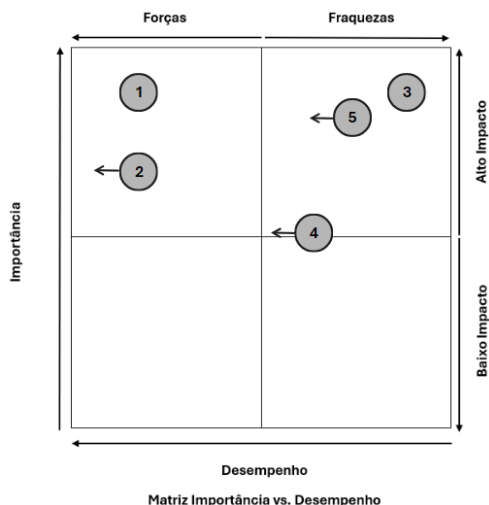 Forças
Fraquezas
1
3
5
2
4
Importância
Alto Impacto
Baixo Impacto
Desempenho
Matriz Importância vs. Desempenho